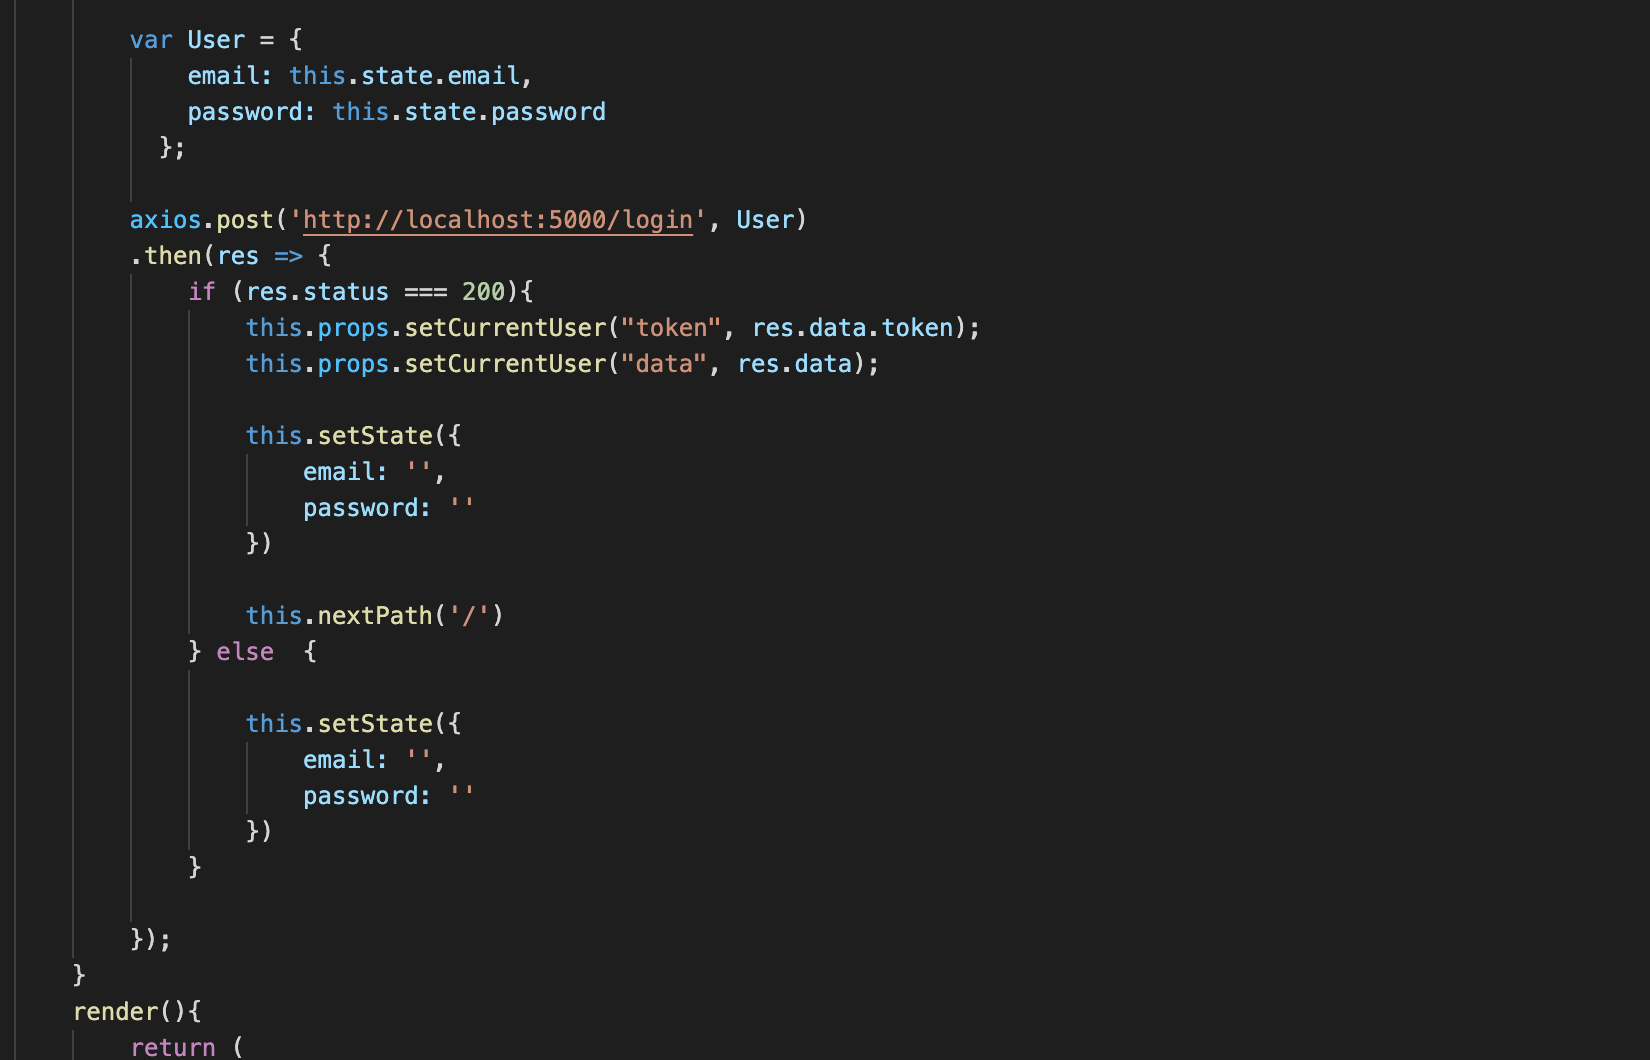 var User = {
email: this.state.email,
password: this.state.password
};
axios.post('http://localhost:5000/login', User)
.then(res => {
if (res.status === 200){
this.props.setCurrentUser("token", res.data.token);
this.props.setCurrentUser("data", res.data);
this.setState({
email: '',
password: ''
})
this.nextPath('/')
} else  {
this.setState({
email: '',
password: ''
})
}
});
}
render(){
return (